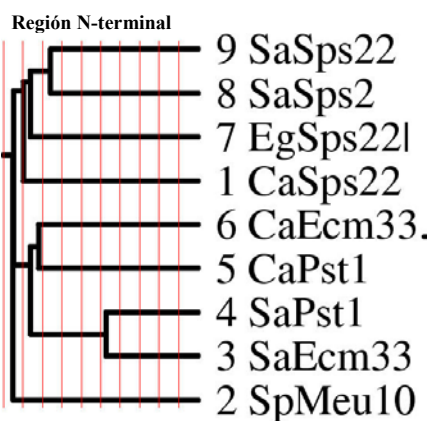 Región N-terminal
9 SaSps22
8 SaSps2
7 EgSps22l
1 CaSps22
6 CaEcm33.
5 CaPst1
4 SaPst1
3 SaEcm33
2 SpMeu10